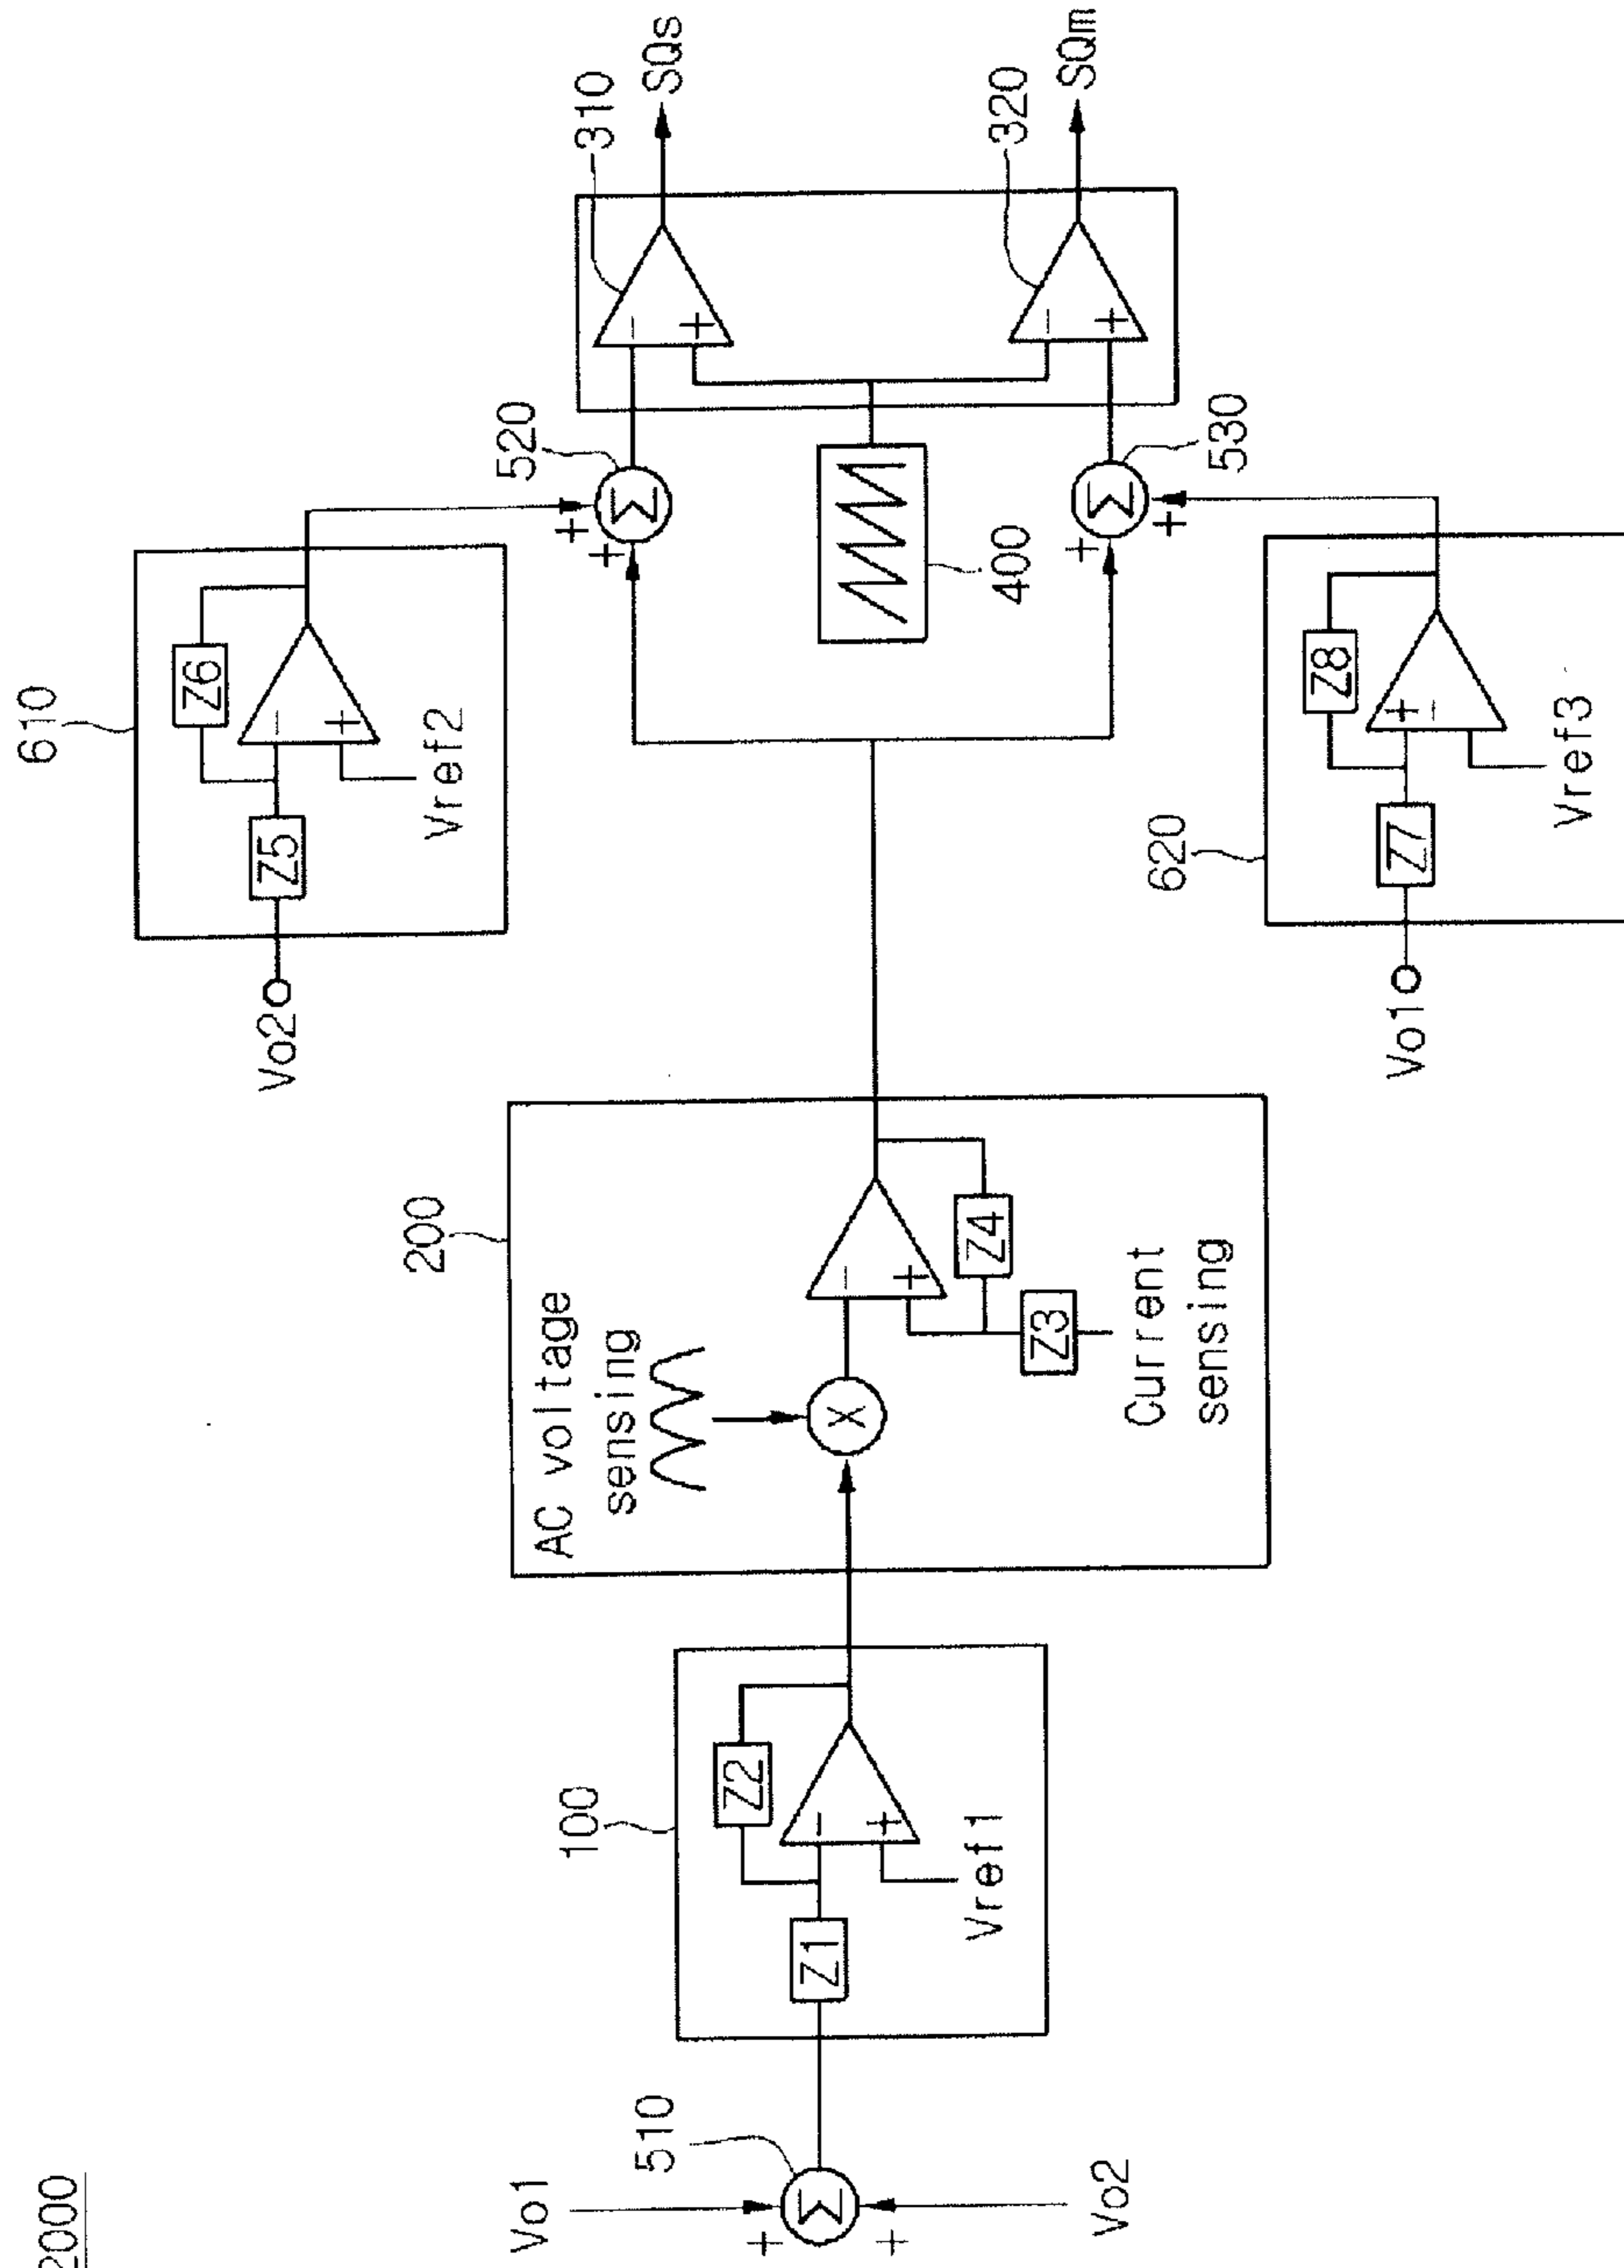 2000
Vo1
+
510
Σ
+
Vo2
100
Z1
Z2
−
+
Vref1
200
AC voltage
sensing
X
−
+
Z4
Z3
Current
sensing
610
Vo2
Z5
Z6
−
+
Vref2
520
+
+
Σ
400
+
+
Σ
530
620
Vo1
Z7
Z8
+
−
Vref3
310
−
+
SQs
320
−
+
SQm